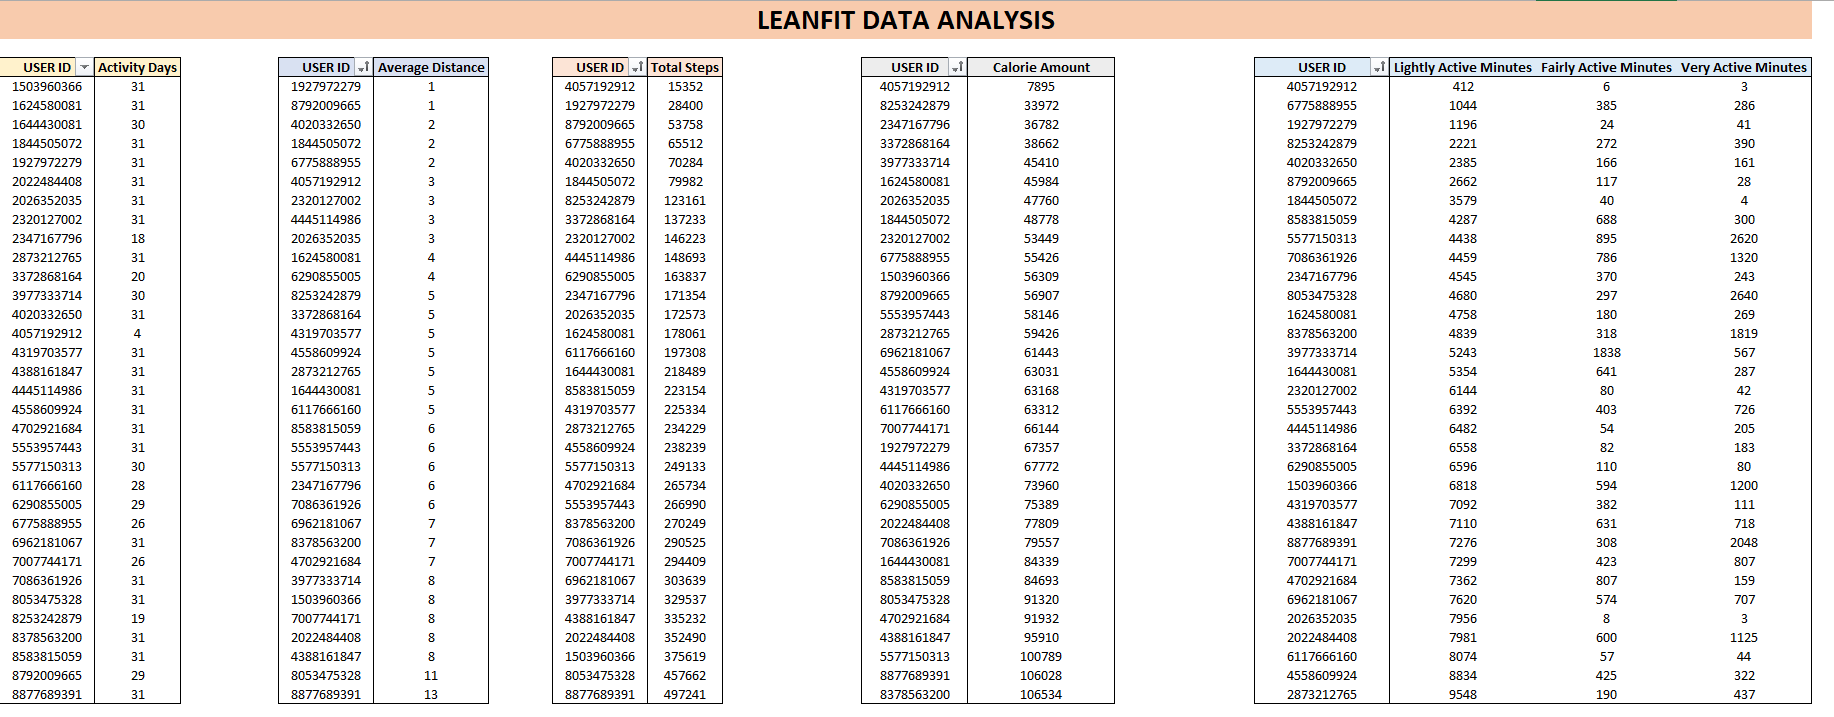 LEANFIT DATA ANALYSIS
USER ID Activity Days USER ID Average Distance USER ID Total Steps USER ID Calorie Amount USER ID Lightly Active Minutes Fairly Active Minutes Very Active Minutes
1503960366 31 1927972279 1 4057192912 15352 4057192912 7895 4057192912 412 6 3
1624580081 31 8792009665 1 1927972279 28400 8253242879 33972 6775888955 1044 385 286
1644430081 30 4020332650 2 8792009665 53758 2347167796 36782 1927972279 1196 24 41
1844505072 31 1844505072 2 6775888955 65512 3372868164 38662 8253242879 2221 272 390
1927972279 31 6775888955 2 4020332650 70284 3977333714 45410 4020332650 2385 166 161
2022484408 31 4057192912 3 1844505072 79982 1624580081 45984 8792009665 2662 117 28
2026352035 31 2320127002 3 8253242879 123161 2026352035 47760 1844505072 3579 40 4
2320127002 31 4445114986 3 3372868164 137233 1844505072 48778 8583815059 4287 688 300
2347167796 18 2026352035 3 2320127002 146223 2320127002 53449 5577150313 4438 895 2620
2873212765 31 1624580081 4 4445114986 148693 6775888955 55426 7086361926 4459 786 1320
3372868164 20 6290855005 4 6290855005 163837 1503960366 56309 2347167796 4545 370 243
3977333714 30 8253242879 5 2347167796 171354 8792009665 56907 8053475328 4680 297 2640
4020332650 31 3372868164 5 2026352035 172573 5553957443 58146 1624580081 4758 180 269
4057192912 4 4319703577 5 1624580081 178061 2873212765 59426 8378563200 4839 318 1819
4319703577 31 4558609924 5 6117666160 197308 6962181067 61443 3977333714 5243 1838 567
4388161847 31 2873212765 5 1644430081 218489 4558609924 63031 1644430081 5354 641 287
4445114986 31 1644430081 5 8583815059 223154 4319703577 63168 2320127002 6144 80 42
4558609924 31 6117666160 5 4319703577 225334 6117666160 63312 5553957443 6392 403 726
4702921684 31 8583815059 6 2873212765 234229 7007744171 66144 4445114986 6482 54 205
5553957443 31 5553957443 6 4558609924 238239 1927972279 67357 3372868164 6558 82 183
5577150313 30 5577150313 6 5577150313 249133 4445114986 67772 6290855005 6596 110 80
6117666160 28 2347167796 6 4702921684 265734 4020332650 73960 1503960366 6818 594 1200
6290855005 29 7086361926 6 5553957443 266990 6290855005 75389 4319703577 7092 382 111
6775888955 26 6962181067 7 8378563200 270249 2022484408 77809 4388161847 7110 631 718
6962181067 31 8378563200 7 7086361926 290525 7086361926 79557 8877689391 7276 308 2048
7007744171 26 4702921684 7 7007744171 294409 1644430081 84339 7007744171 7299 423 807
7086361926 31 3977333714 8 6962181067 303639 8583815059 84693 4702921684 7362 807 159
8053475328 31 1503960366 8 3977333714 329537 8053475328 91320 6962181067 7620 574 707
8253242879 19 7007744171 8 4388161847 335232 4702921684 91932 2026352035 7956 8 3
8378563200 31 2022484408 8 2022484408 352490 4388161847 95910 2022484408 7981 600 1125
8583815059 31 4388161847 8 1503960366 375619 5577150313 100789 6117666160 8074 57 44
8792009665 29 8053475328 11 8053475328 457662 8877689391 106028 4558609924 8834 425 322
8877689391 31 8877689391 13 8877689391 497241 8378563200 106534 2873212765 9548 190 437